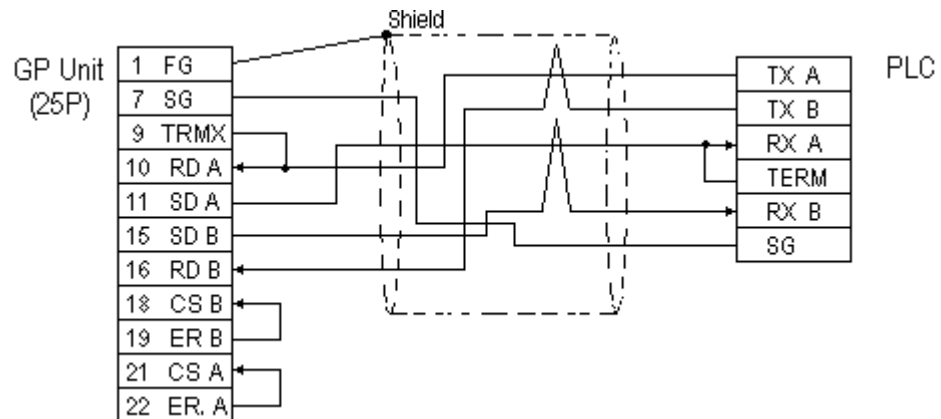 Shield
GP Unit
(25P)
1 FG
7 SG
9 TRMX
10 RD A
11 SD A
15 SD B
16 RD B
18 CS B
19 ER B
21 CS A
22 ER. A
PLC
TX A
TX B
RX A
TERM
RX B
SG